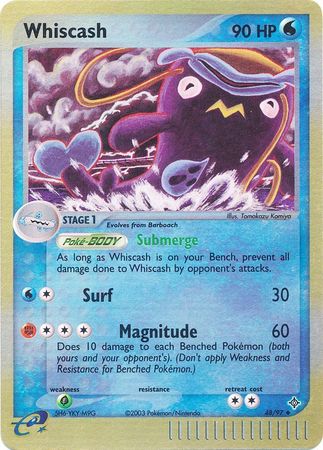 Whiscash 90 HP
Illus. Tomokazu Komiya
STAGE 1 Evolves from Barboach
Poké-BODY Submerge
As long as Whiscash is on your Bench, prevent all
damage done to Whiscash by opponent's attacks.
Surf 30
Magnitude 60
Does 10 damage to each Benched Pokémon (both
yours and your opponent's). (Don't apply Weakness and
Resistance for Benched Pokémon.)
weakness resistance retreat cost
SH6-YKY-M9G ©2003 Pokémon/Nintendo 48/97
e